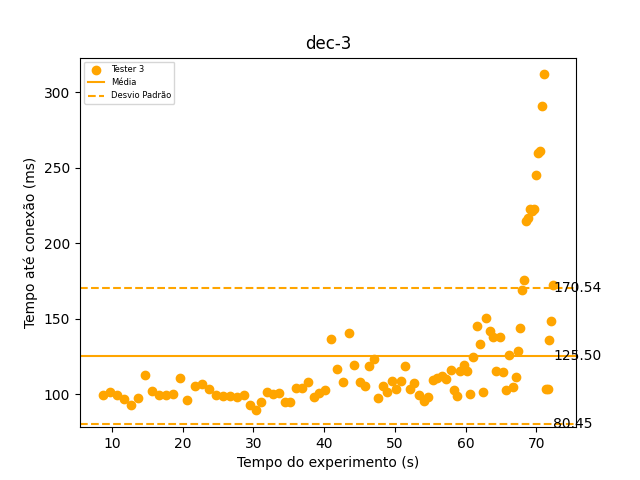 dec-3
Tester 3
Média
Desvio Padrão
300
250
200
150
100
170.54
125.50
80.45
10 20 30 40 50 60 70
Tempo até conexão (ms)
Tempo do experimento (s)